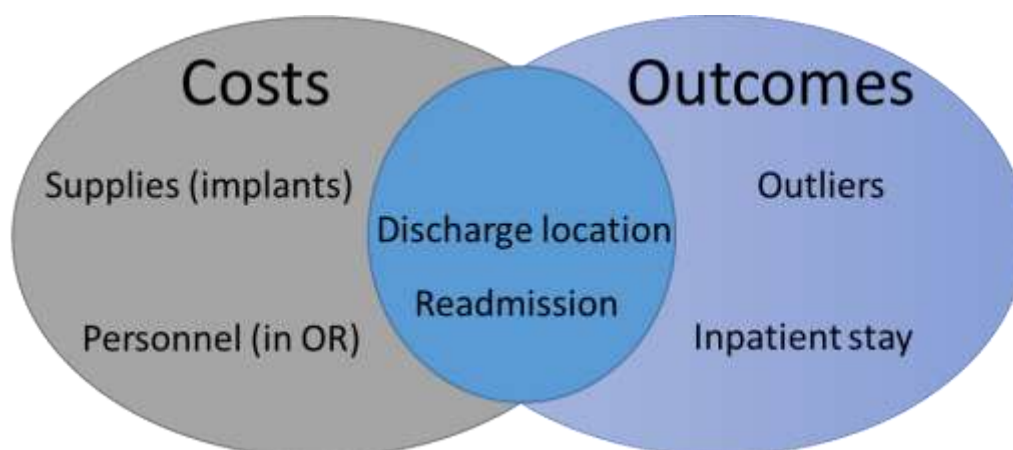 Costs
Outcomes
Supplies (implants)
Outliers
Discharge location
Readmission
Personnel (in OR)
Inpatient stay